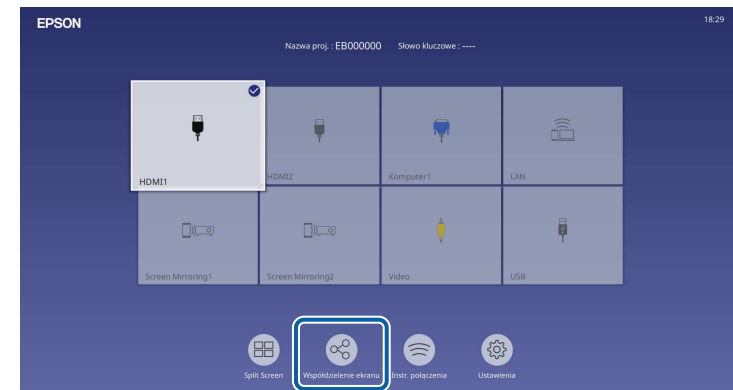 EPSON
18:29
Nazwa proj. : EB000000 Słowo kluczowe : ----
HDMI1
HDMI2
Komputer1
LAN
Screen Mirroring1
Screen Mirroring2
Video
USB
Split Screen
Współdzielenie ekranu
Instr. połączenia
Ustawienia